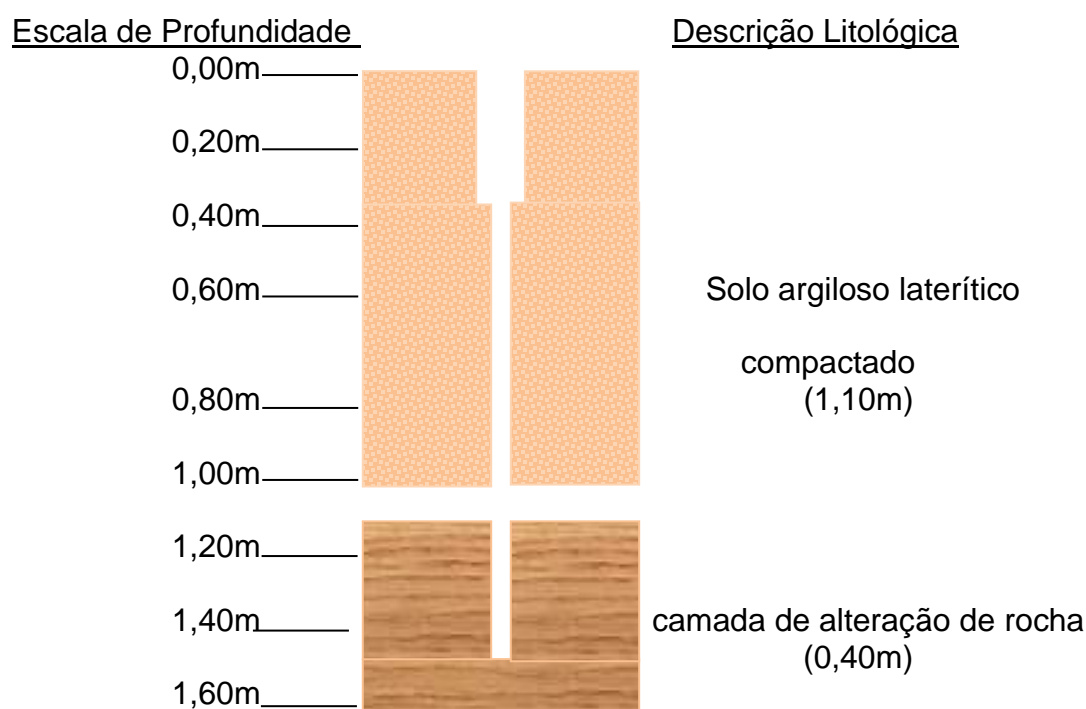 Escala de Profundidade
Descrição Litológica
0,00m
0,20m
0,40m
0,60m
Solo argiloso laterítico
compactado
0,80m
(1,10m)
1,00m
1,20m
1,40m
camada de alteração de rocha
(0,40m)
1,60m